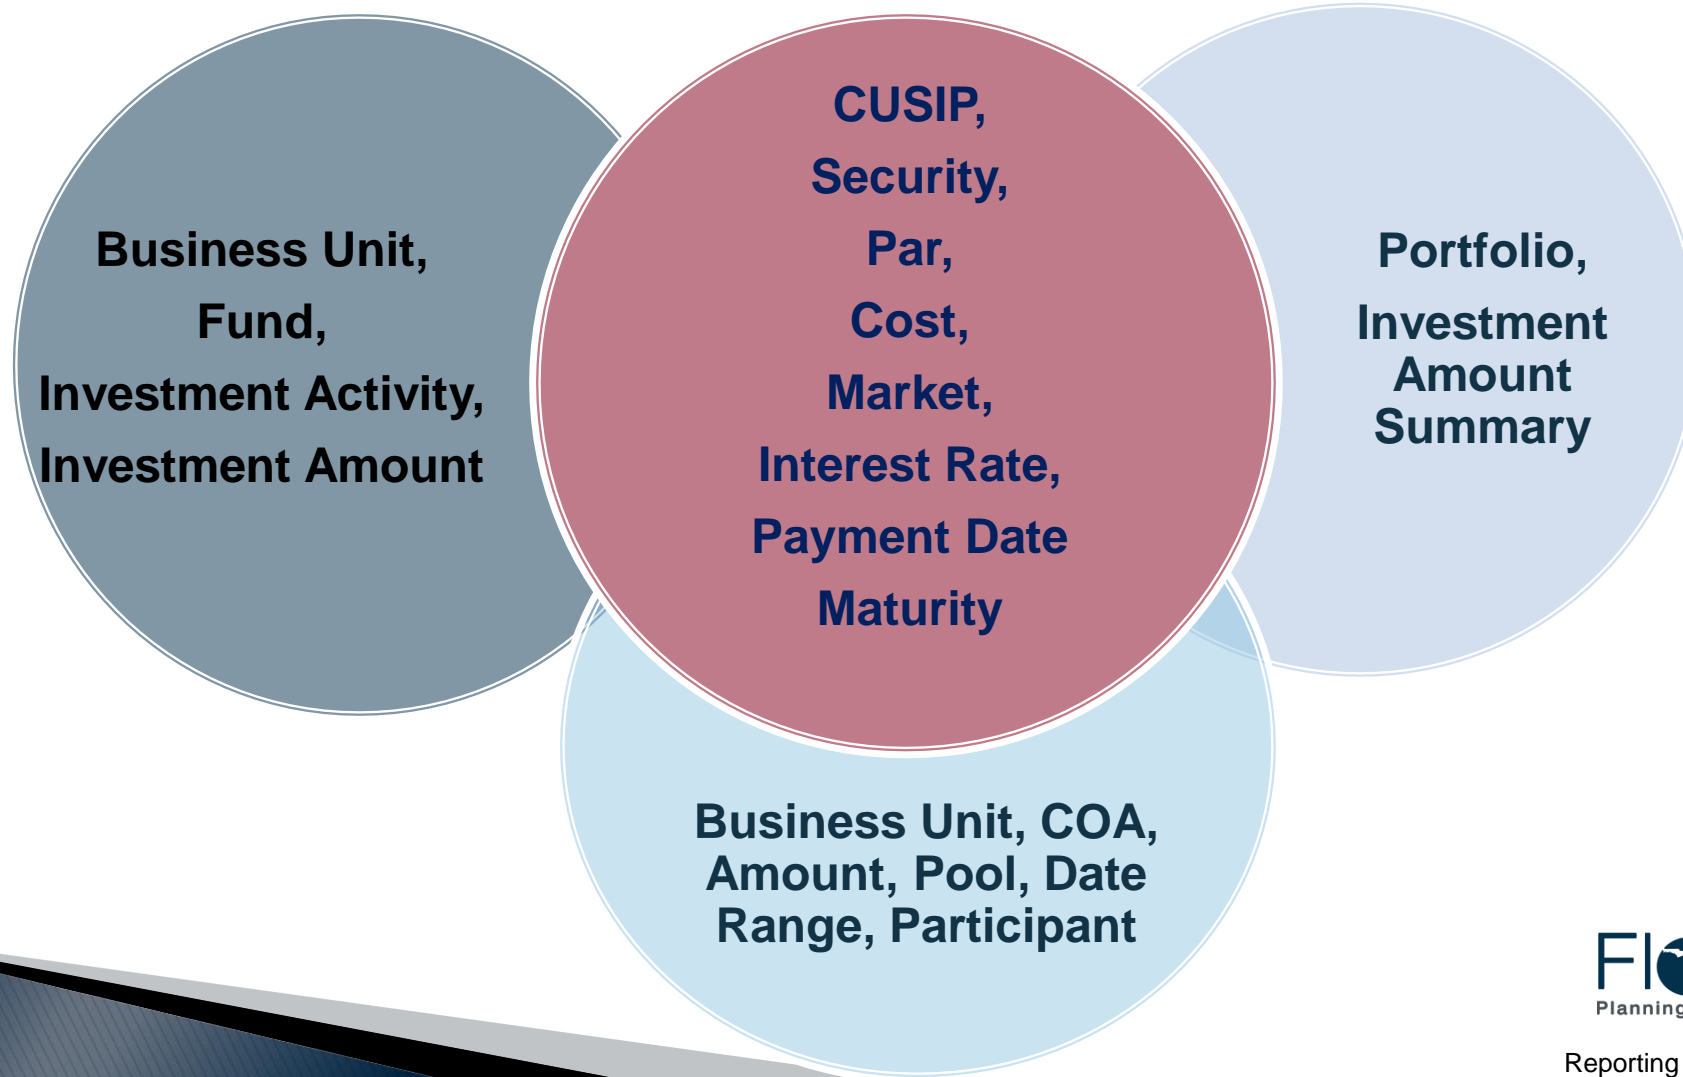 Business Unit,
Fund,
Investment Activity,
Investment Amount
CUSIP,
Security,
Par,
Cost,
Market,
Interest Rate,
Payment Date
Maturity
Portfolio,
Investment
Amount
Summary
Business Unit, COA,
Amount, Pool, Date
Range, Participant
Planning
Reporting